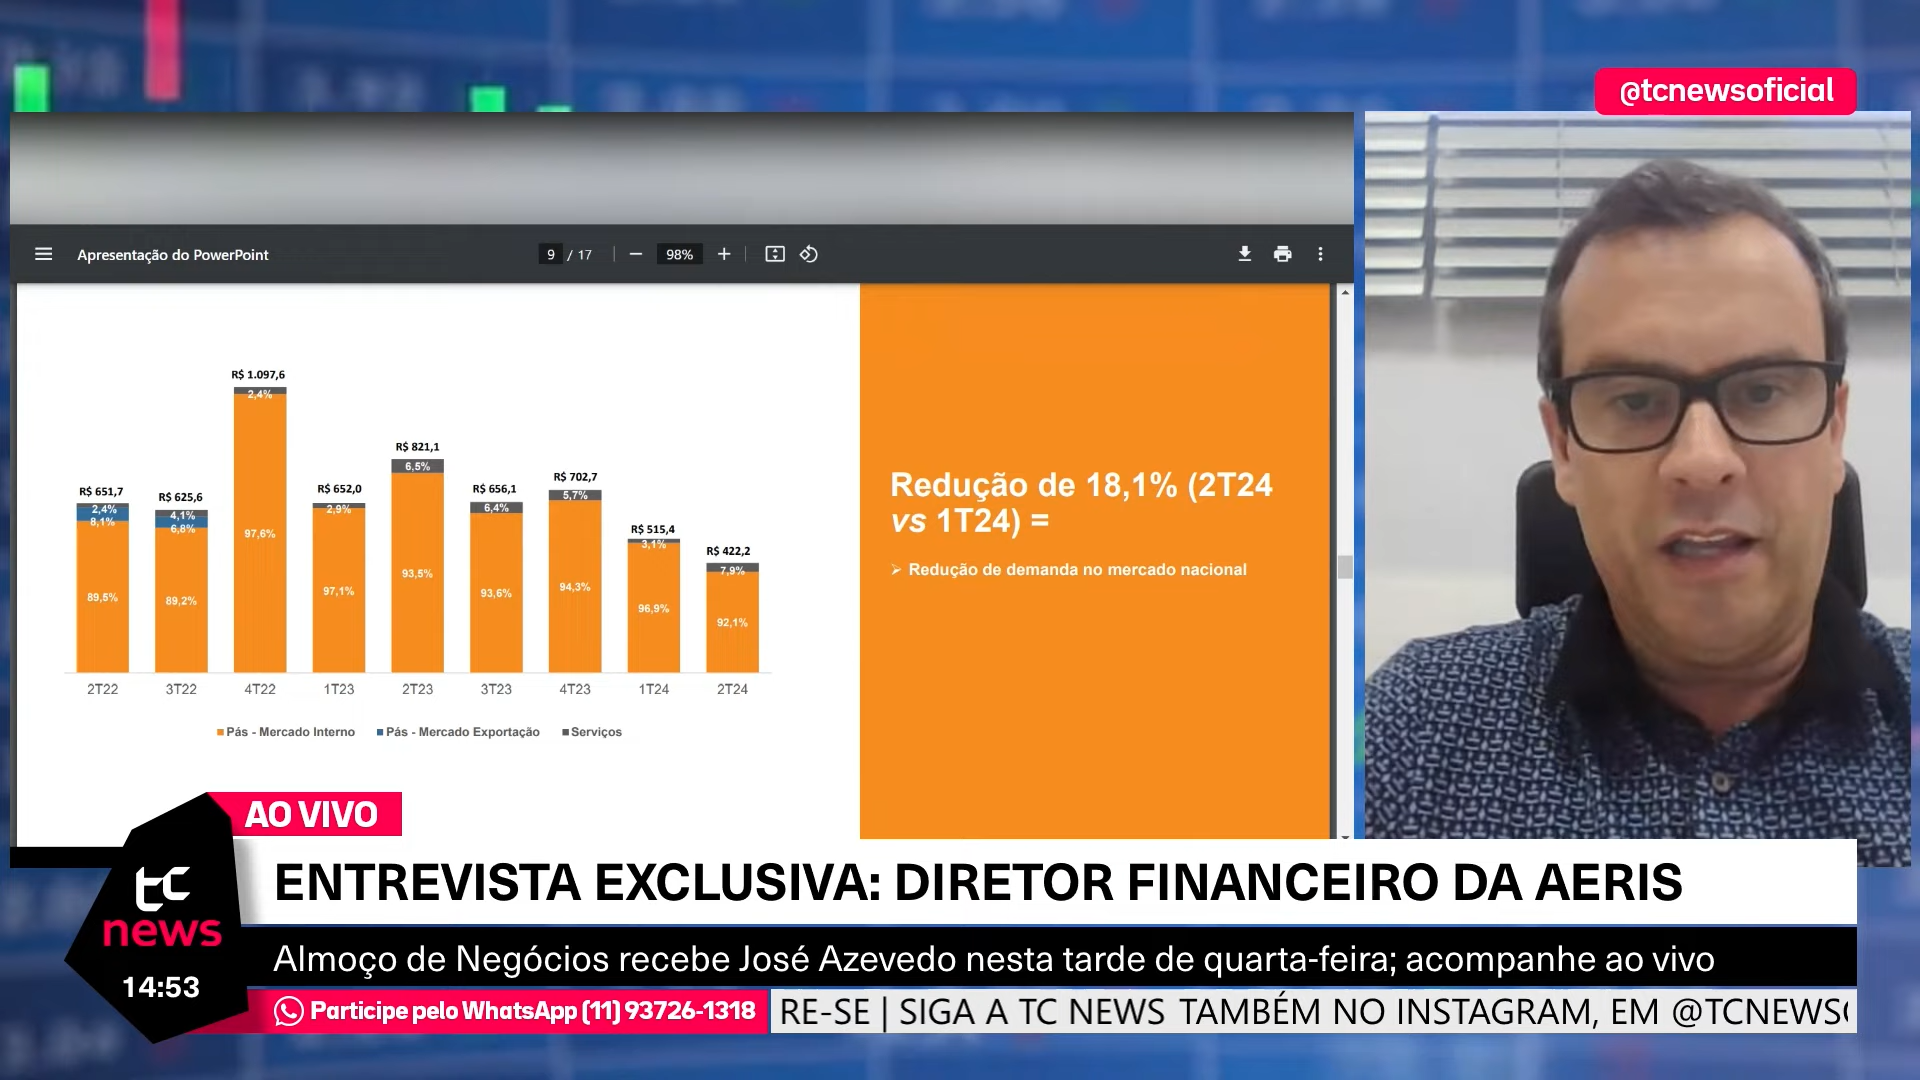 @tcnewsoficial
Apresentação do PowerPoint
9 / 17
98%
R$ 651,7
2,4%
8,1%
89,5%
2T22
R$ 625,6
4,1%
6,8%
89,2%
3T22
R$ 1.097,6
2,4%
97,6%
4T22
R$ 652,0
2,9%
97,1%
1T23
R$ 821,1
6,5%
93,5%
2T23
R$ 656,1
6,4%
93,6%
3T23
R$ 702,7
5,7%
94,3%
4T23
R$ 515,4
3,1%
96,9%
1T24
R$ 422,2
7,9%
92,1%
2T24
Pás - Mercado Interno
Pás - Mercado Exportação
Serviços
Redução de 18,1% (2T24
vs 1T24) =
Redução de demanda no mercado nacional
AO VIVO
tc
news
14:53
ENTREVISTA EXCLUSIVA: DIRETOR FINANCEIRO DA AERIS
Almoço de Negócios recebe José Azevedo nesta tarde de quarta-feira; acompanhe ao vivo
Participe pelo WhatsApp (11) 93726-1318
RE-SE | SIGA A TC NEWS TAMBÉM NO INSTAGRAM, EM @TCNEWSO